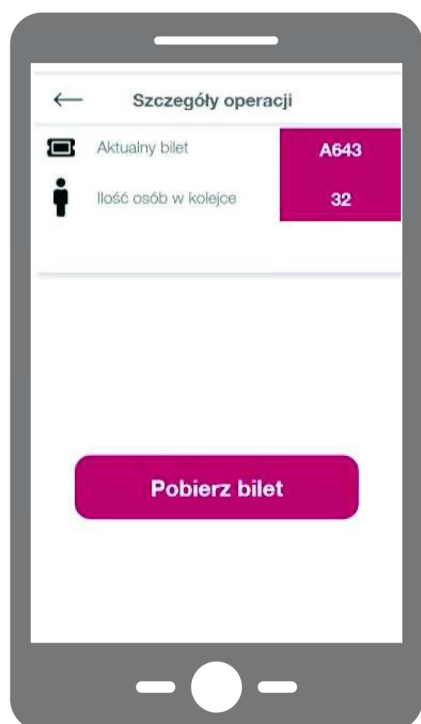 Szczegóły operacji
Aktualny bilet A643
Ilość osób w kolejce 32
Pobierz bilet